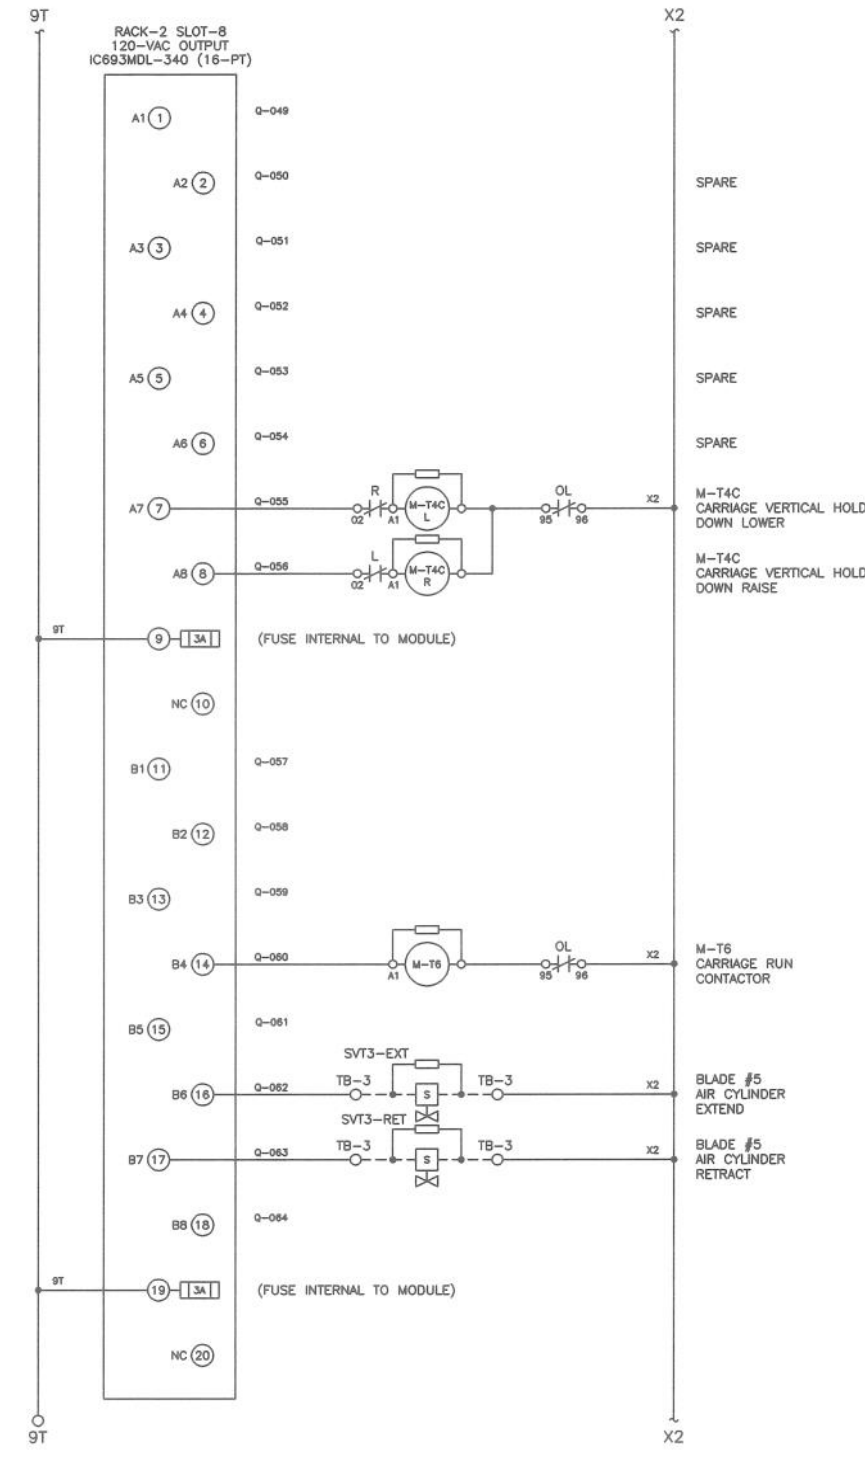 9T
X2
RACK-2 SLOT-8
120-VAC OUTPUT
IC693MDL-340 (16-PT)
A1 1 Q-049
A2 2 Q-050 SPARE
A3 3 Q-051 SPARE
A4 4 Q-052 SPARE
A5 5 Q-053 SPARE
A6 6 Q-054 SPARE
R OL
A7 7 Q-055 M-T4C L X2
02 A1 95 96
M-T4C
CARRIAGE VERTICAL HOLD
DOWN LOWER
L
A8 8 Q-056 M-T4C R
02 A1
M-T4C
CARRIAGE VERTICAL HOLD
DOWN RAISE
9T 9 3A (FUSE INTERNAL TO MODULE)
NC 10
B1 11 Q-057
B2 12 Q-058
B3 13 Q-059
OL
B4 14 Q-060 M-T6 X2
A1 95 96
M-T6
CARRIAGE RUN
CONTACTOR
B5 15 Q-061
SVT3-EXT
TB-3 TB-3
B6 16 Q-062 S X2
BLADE #5
AIR CYLINDER
EXTEND
SVT3-RET
TB-3 TB-3
B7 17 Q-063 S X2
BLADE #5
AIR CYLINDER
RETRACT
B8 18 Q-064
9T 19 3A (FUSE INTERNAL TO MODULE)
NC 20
9T
X2